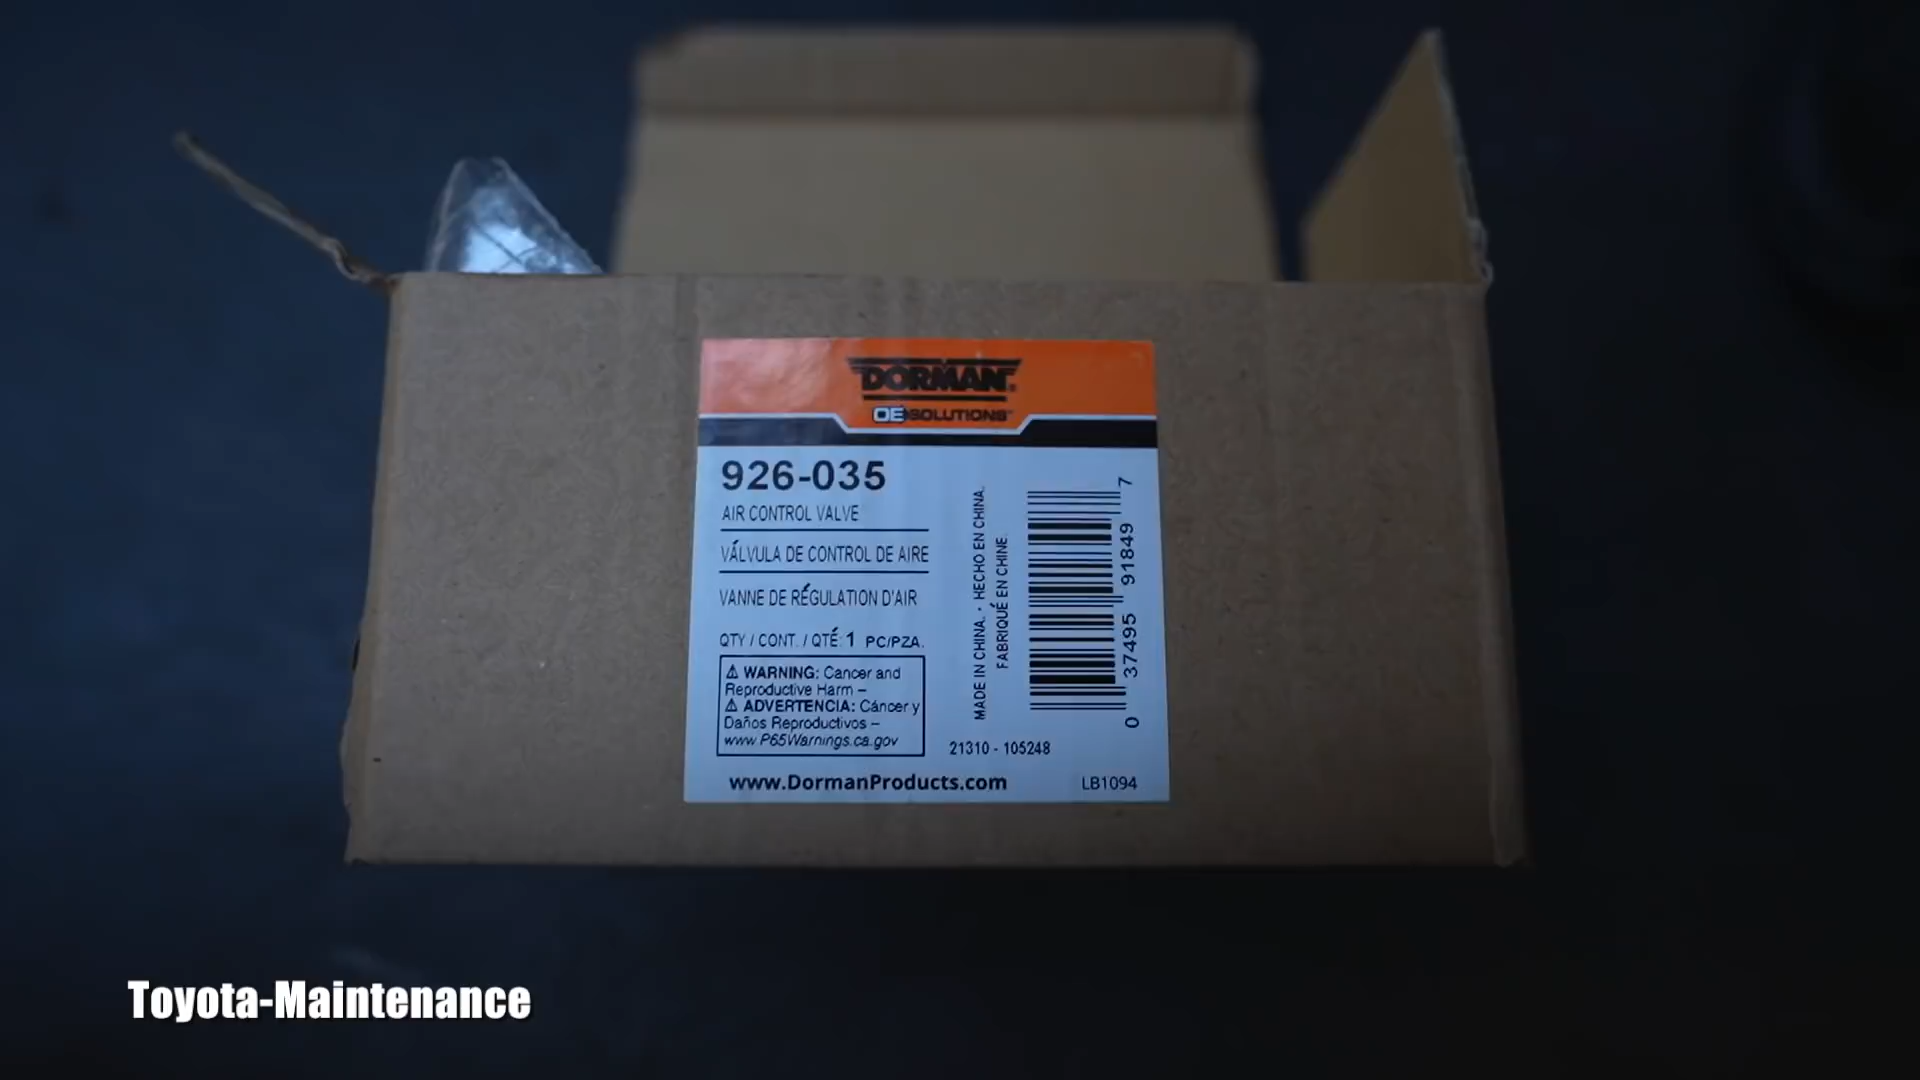 DORMAN®
OE SOLUTIONS™
926-035
AIR CONTROL VALVE
VÁLVULA DE CONTROL DE AIRE
VANNE DE RÉGULATION D'AIR
QTY / CONT. / QTÉ: 1 PC/PZA.
⚠ WARNING: Cancer and
Reproductive Harm –
⚠ ADVERTENCIA: Cáncer y
Daños Reproductivos –
www.P65Warnings.ca.gov
MADE IN CHINA. · HECHO EN CHINA.
FABRIQUÉ EN CHINE.
0 37495 91849 7
21310 - 105248
www.DormanProducts.com
LB1094
Toyota-Maintenance